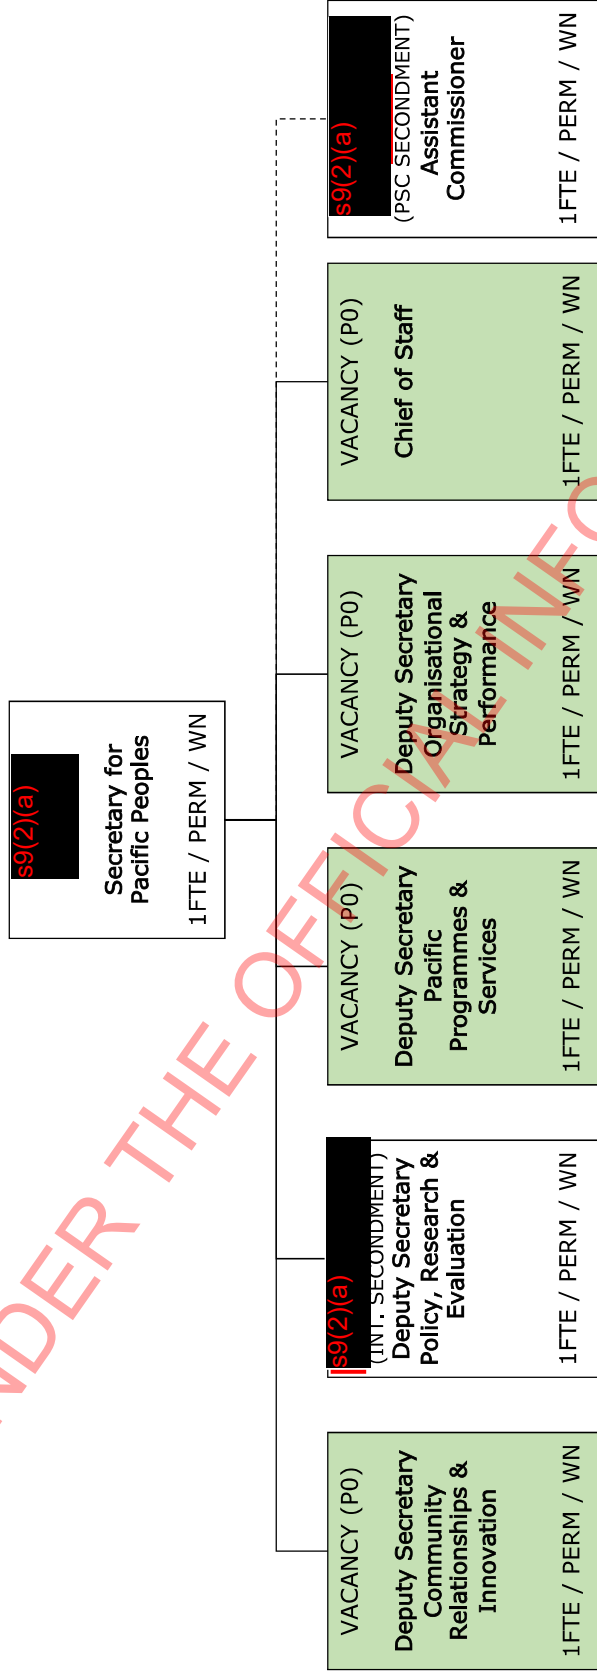 s9(2)(a)
Secretary for
Pacific Peoples
1FTE / PERM / WN
VACANCY (P0)
Deputy Secretary
Community
Relationships &
Innovation
1FTE / PERM / WN
s9(2)(a)
(INT. SECONDMENT)
Deputy Secretary
Policy, Research &
Evaluation
1FTE / PERM / WN
VACANCY (P0)
Deputy Secretary
Pacific
Programmes &
Services
1FTE / PERM / WN
VACANCY (P0)
Deputy Secretary
Organisational
Strategy &
Performance
1FTE / PERM / WN
VACANCY (P0)
Chief of Staff
1FTE / PERM / WN
s9(2)(a)
(PSC SECONDMENT)
Assistant
Commissioner
1FTE / PERM / WN
THE OFFICIAL